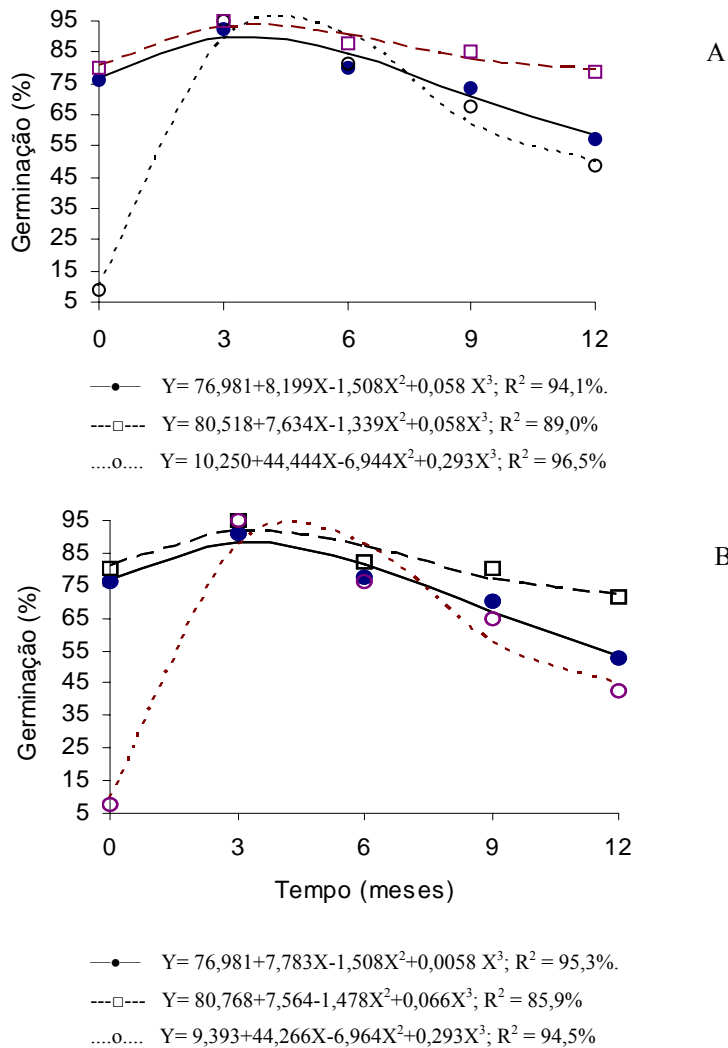 A
Germinação (%)
95
85
75
65
55
45
35
25
15
5
0 3 6 9 12
—●— Y= 76,981+8,199X-1,508X²+0,058 X³; R² = 94,1%.
---□--- Y= 80,518+7,634X-1,339X²+0,058X³; R² = 89,0%
....o.... Y= 10,250+44,444X-6,944X²+0,293X³; R² = 96,5%
B
Germinação (%)
95
85
75
65
55
45
35
25
15
5
0 3 6 9 12
Tempo (meses)
—●— Y= 76,981+7,783X-1,508X²+0,0058 X³; R² = 95,3%.
---□--- Y= 80,768+7,564-1,478X²+0,066X³; R² = 85,9%
....o.... Y= 9,393+44,266X-6,964X²+0,293X³; R² = 94,5%